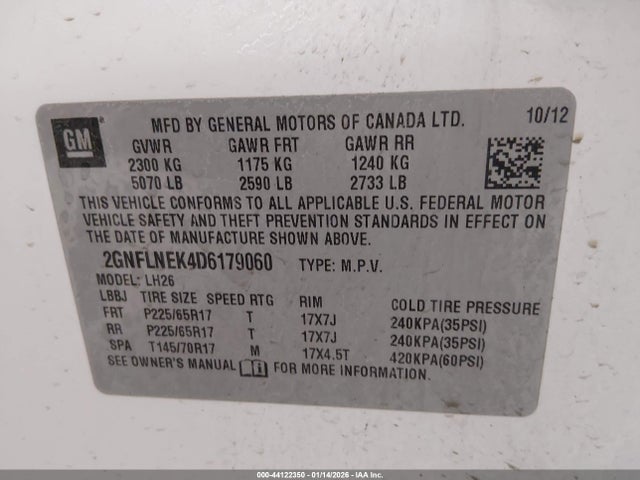 GM
MFD BY GENERAL MOTORS OF CANADA LTD. 10/12
GVWR GAWR FRT GAWR RR
2300 KG 1175 KG 1240 KG
5070 LB 2590 LB 2733 LB
THIS VEHICLE CONFORMS TO ALL APPLICABLE U.S. FEDERAL MOTOR
VEHICLE SAFETY AND THEFT PREVENTION STANDARDS IN EFFECT ON
THE DATE OF MANUFACTURE SHOWN ABOVE.
2GNFLNEK4D6179060 TYPE: M.P.V.
MODEL: LH26
LBBJ TIRE SIZE SPEED RTG RIM COLD TIRE PRESSURE
FRT P225/65R17 T 17X7J 240KPA(35PSI)
RR P225/65R17 T 17X7J 240KPA(35PSI)
SPA T145/70R17 M 17X4.5T 420KPA(60PSI)
SEE OWNER'S MANUAL FOR MORE INFORMATION.
000-44122350 - 01/14/2026 - IAA Inc.